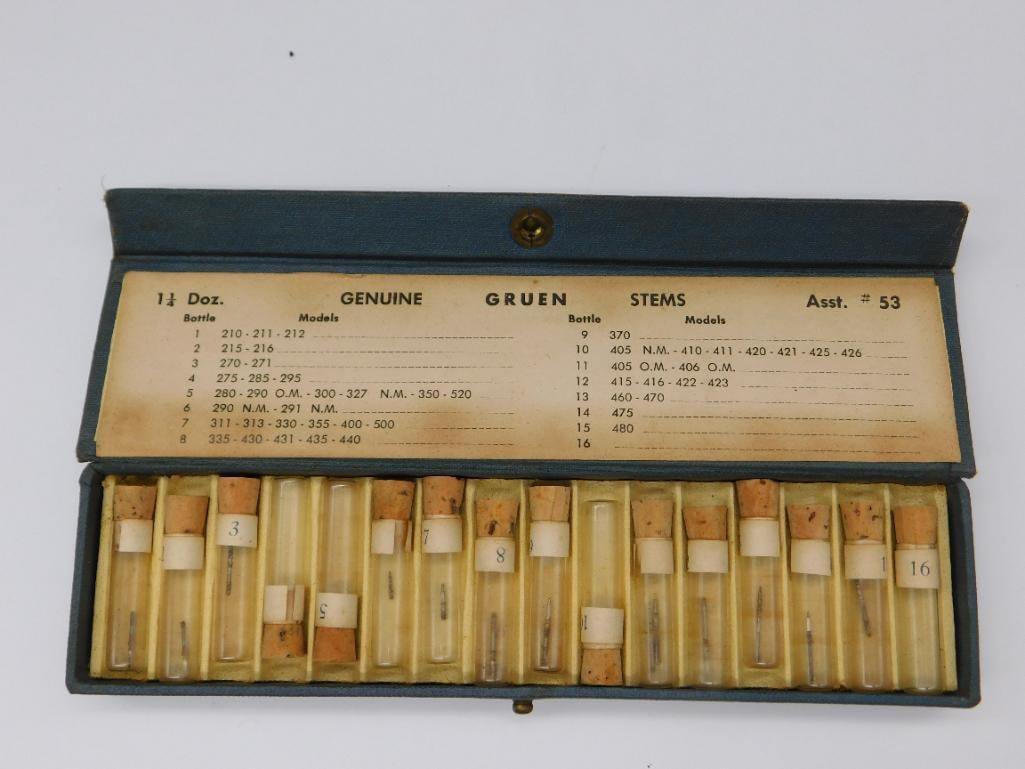 1¼ Doz. GENUINE GRUEN STEMS Asst. # 53
Bottle Models
1 210 - 211 - 212
2 215 - 216
3 270 - 271
4 275 - 285 - 295
5 280 - 290 O.M. - 300 - 327 N.M. - 350 - 520
6 290 N.M. - 291 N.M.
7 311 - 313 - 330 - 355 - 400 - 500
8 335 - 430 - 431 - 435 - 440
Bottle Models
9 370
10 405 N.M. - 410 - 411 - 420 - 421 - 425 - 426
11 405 O.M. - 406 O.M.
12 415 - 416 - 422 - 423
13 460 - 470
14 475
15 480
16
3
5
7
8
1
16